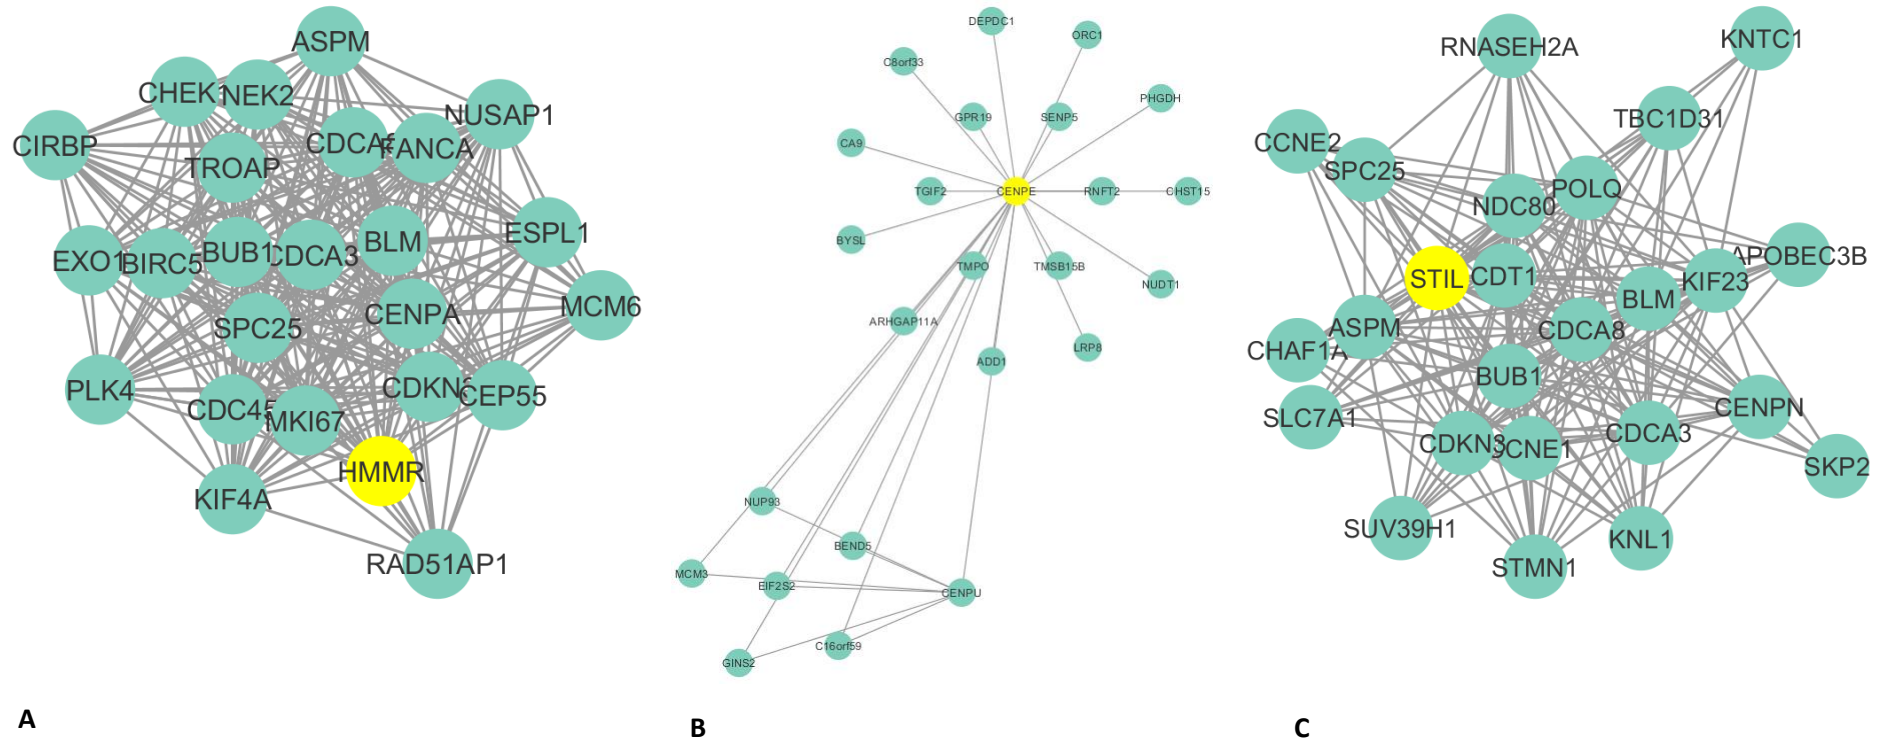 ASPM
CHEK
NEK2
NUSAP1
CIRBP
CDCA
FANCA
TROAP
EXO1
BIRC5
BUB1
CDCA3
BLM
ESPL1
MCM6
SPC25
CENPA
PLK4
CDC45
MKI67
CDKN
CEP55
HMMR
KIF4A
RAD51AP1
A
DEPDC1
ORC1
C8orf33
PHGDH
GPR19
SENP5
CA9
TGIF2
CENPE
RNFT2
CHST15
BYSL
TMPO
TMSB15B
NUDT1
ARHGAP11A
LRP8
ADD1
NUP93
BEND5
MCM3
EIF2S2
CENPU
C16orf59
GINS2
B
RNASEH2A
KNTC1
TBC1D31
CCNE2
SPC25
POLQ
NDC80
APOBEC3B
STIL
CDT1
KIF23
BLM
ASPM
CDCA8
CHAF1A
BUB1
SLC7A1
CENPN
CDKN3
CNE1
CDCA3
SKP2
SUV39H1
KNL1
STMN1
C